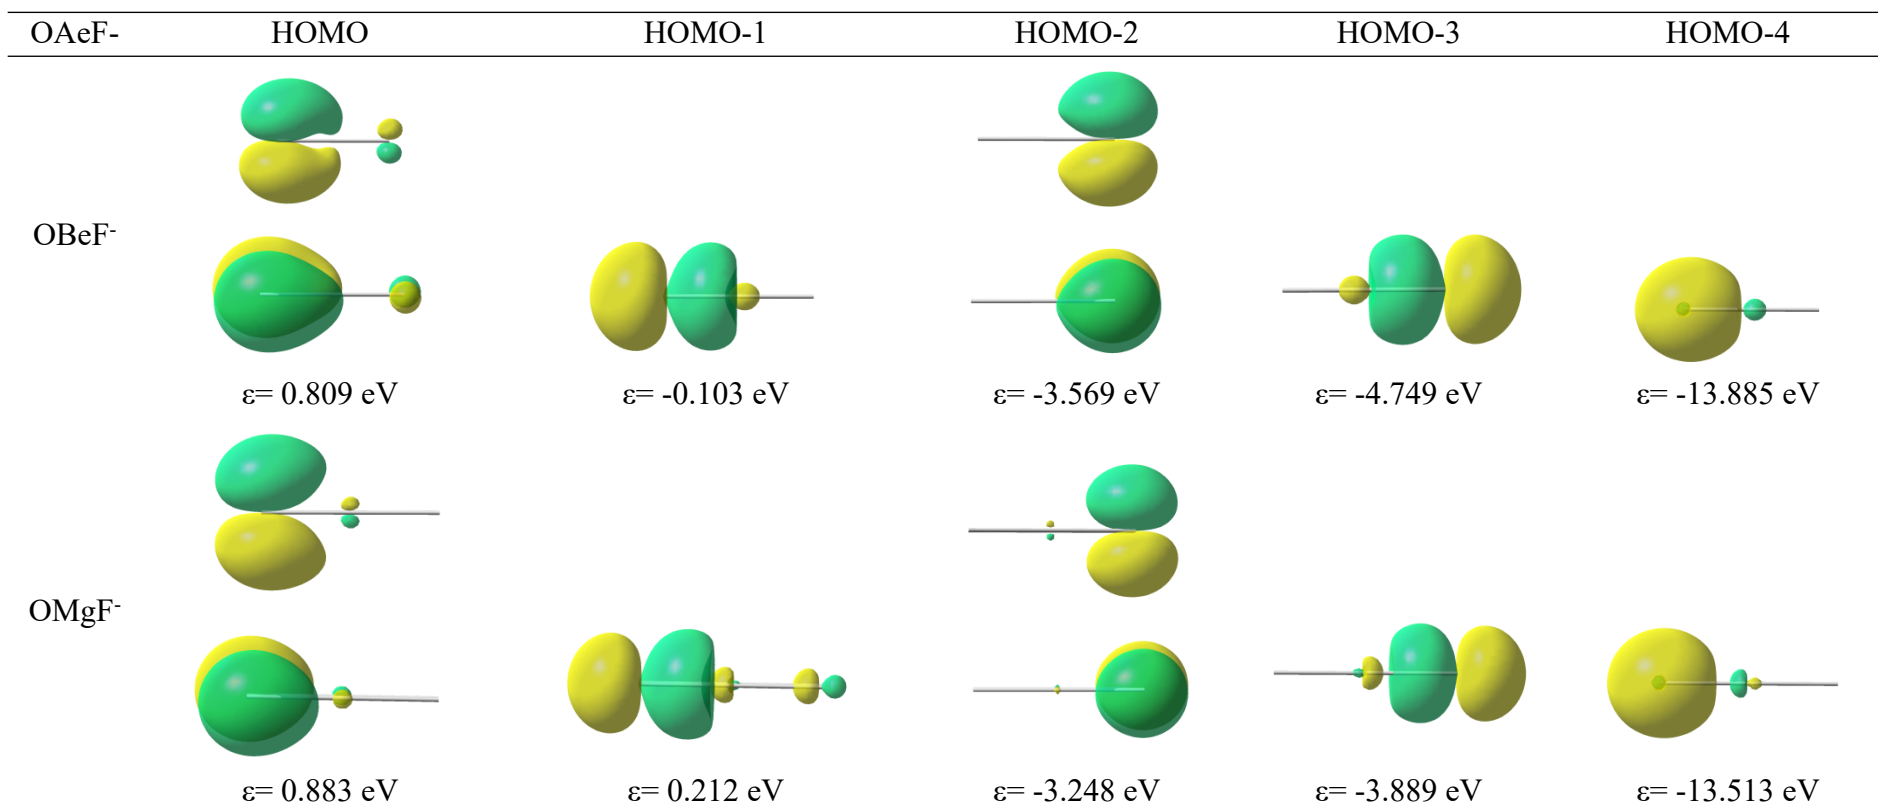 OAeF- HOMO HOMO-1 HOMO-2 HOMO-3 HOMO-4
OBeF-
ε= 0.809 eV ε= -0.103 eV ε= -3.569 eV ε= -4.749 eV ε= -13.885 eV
OMgF-
ε= 0.883 eV ε= 0.212 eV ε= -3.248 eV ε= -3.889 eV ε= -13.513 eV